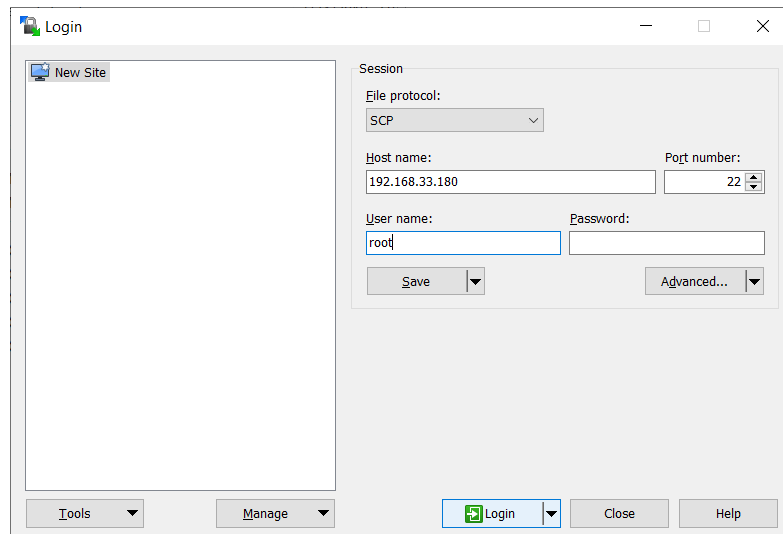 Login
New Site
Session
File protocol:
SCP
Host name:
Port number:
192.168.33.180
22
User name:
Password:
root
Save
Advanced...
Tools
Manage
Login
Close
Help